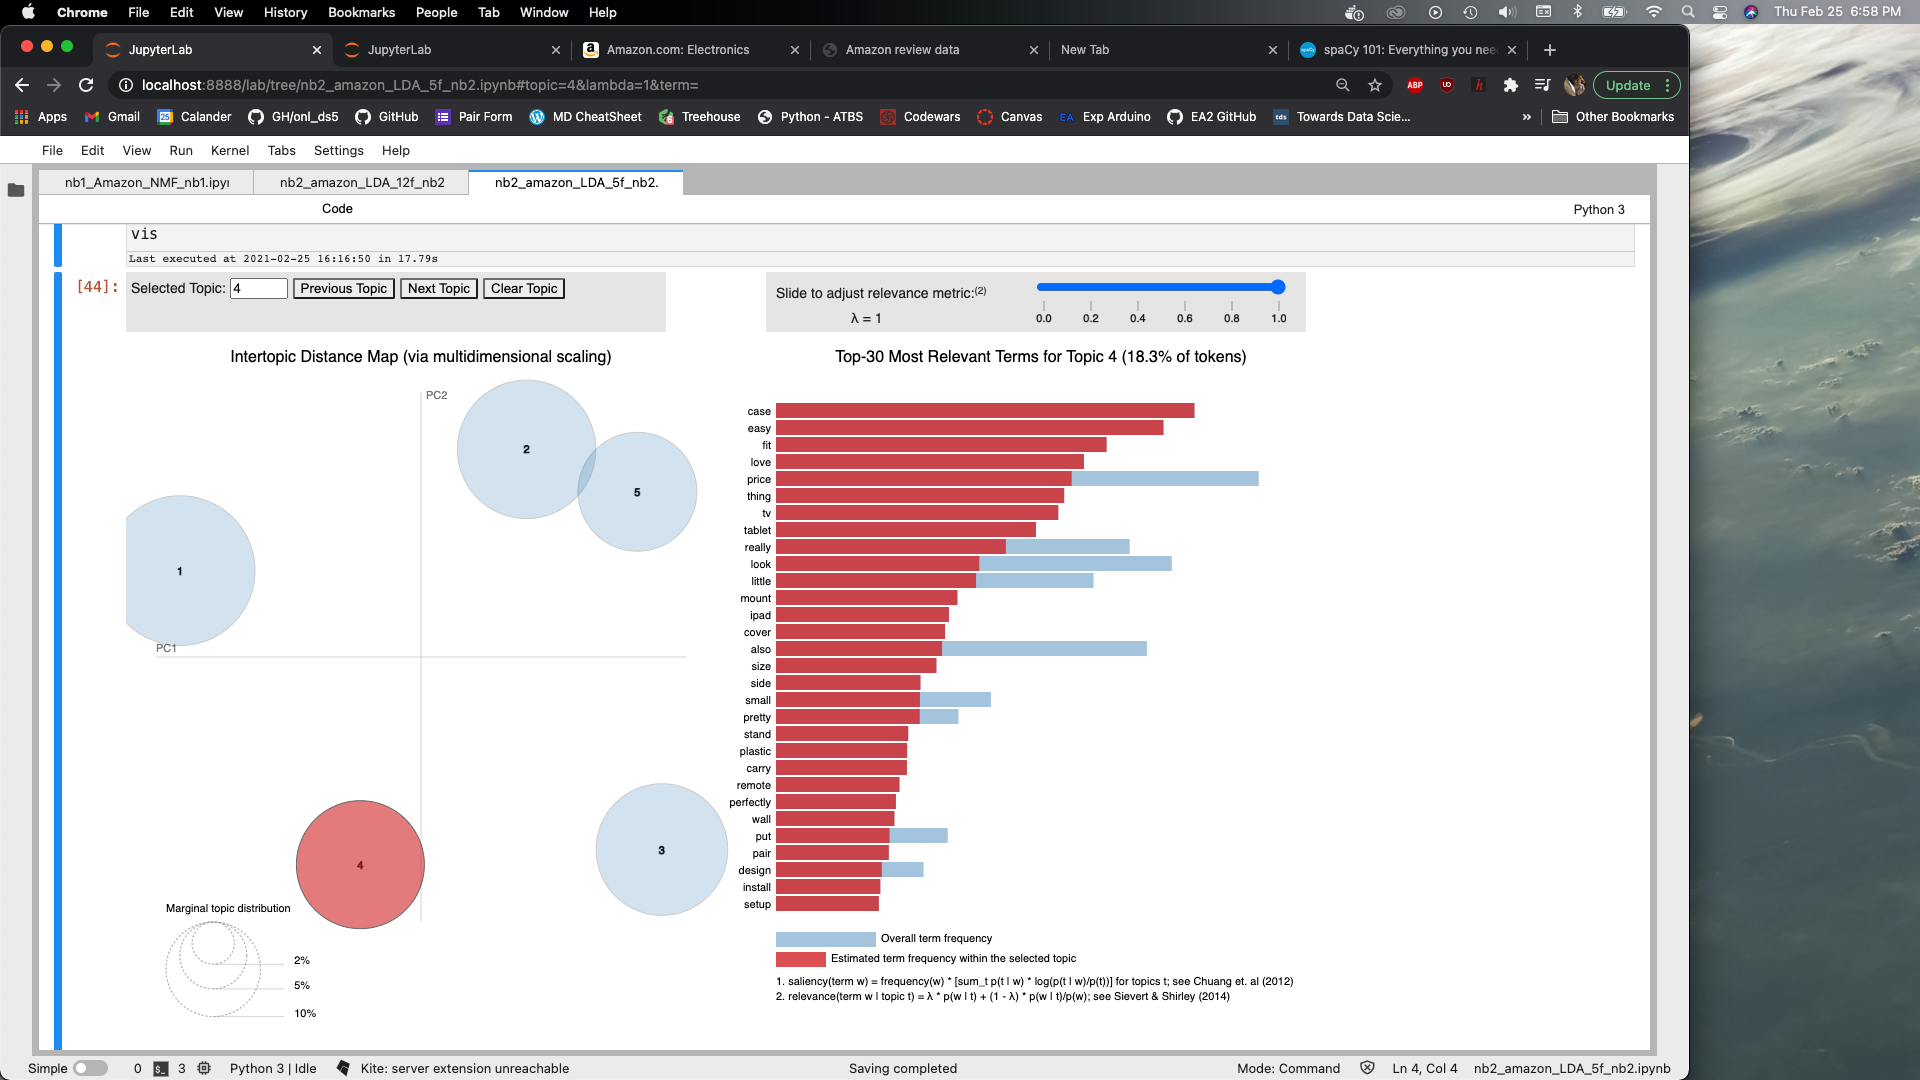 Chrome File Edit View History Bookmarks People Tab Window Help Thu Feb 25 6:58 PM
JupyterLab JupyterLab Amazon.com: Electronics Amazon review data New Tab spaCy 101: Everything you nee
localhost:8888/lab/tree/nb2_amazon_LDA_5f_nb2.ipynb#topic=4&lambda=1&term= ABP Update
Apps Gmail Calander GH/onl_ds5 GitHub Pair Form MD CheatSheet Treehouse Python - ATBS Codewars Canvas EA Exp Arduino EA2 GitHub tds Towards Data Scie... » Other Bookmarks
File Edit View Run Kernel Tabs Settings Help
nb1_Amazon_NMF_nb1.ipyı nb2_amazon_LDA_12f_nb2 nb2_amazon_LDA_5f_nb2.
Code Python 3
vis
Last executed at 2021-02-25 16:16:50 in 17.79s
[44]: Selected Topic: 4 Previous Topic Next Topic Clear Topic
Slide to adjust relevance metric:(2)
λ = 1
0.0 0.2 0.4 0.6 0.8 1.0
Intertopic Distance Map (via multidimensional scaling)
PC2
2
5
1
PC1
4
3
Marginal topic distribution
2%
5%
10%
Top-30 Most Relevant Terms for Topic 4 (18.3% of tokens)
case
easy
fit
love
price
thing
tv
tablet
really
look
little
mount
ipad
cover
also
size
side
small
pretty
stand
plastic
carry
remote
perfectly
wall
put
pair
design
install
setup
Overall term frequency
Estimated term frequency within the selected topic
1. saliency(term w) = frequency(w) * [sum_t p(t | w) * log(p(t | w)/p(t))] for topics t; see Chuang et. al (2012)
2. relevance(term w | topic t) = λ * p(w | t) + (1 - λ) * p(w | t)/p(w); see Sievert & Shirley (2014)
Simple 0 $_ 3 Python 3 | Idle Kite: server extension unreachable Saving completed Mode: Command Ln 4, Col 4 nb2_amazon_LDA_5f_nb2.ipynb